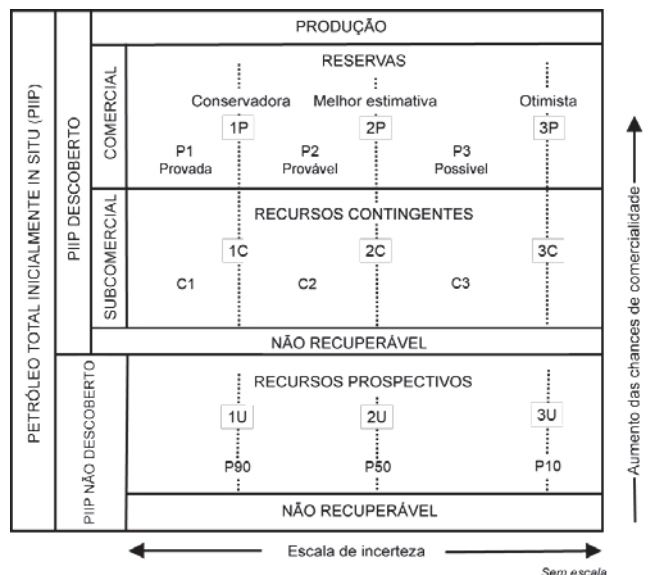 PETRÓLEO TOTAL INICIALMENTE IN SITU (PIIP)
PIIP DESCOBERTO
COMERCIAL
PRODUÇÃO
RESERVAS
Conservadora Melhor estimativa Otimista
1P 2P 3P
P1 P2 P3
Provada Provável Possível
SUBCOMERCIAL
RECURSOS CONTINGENTES
1C 2C 3C
C1 C2 C3
NÃO RECUPERÁVEL
PIIP NÃO DESCOBERTO
RECURSOS PROSPECTIVOS
1U 2U 3U
P90 P50 P10
NÃO RECUPERÁVEL
Aumento das chances de comercialidade
Escala de incerteza
Sem escala